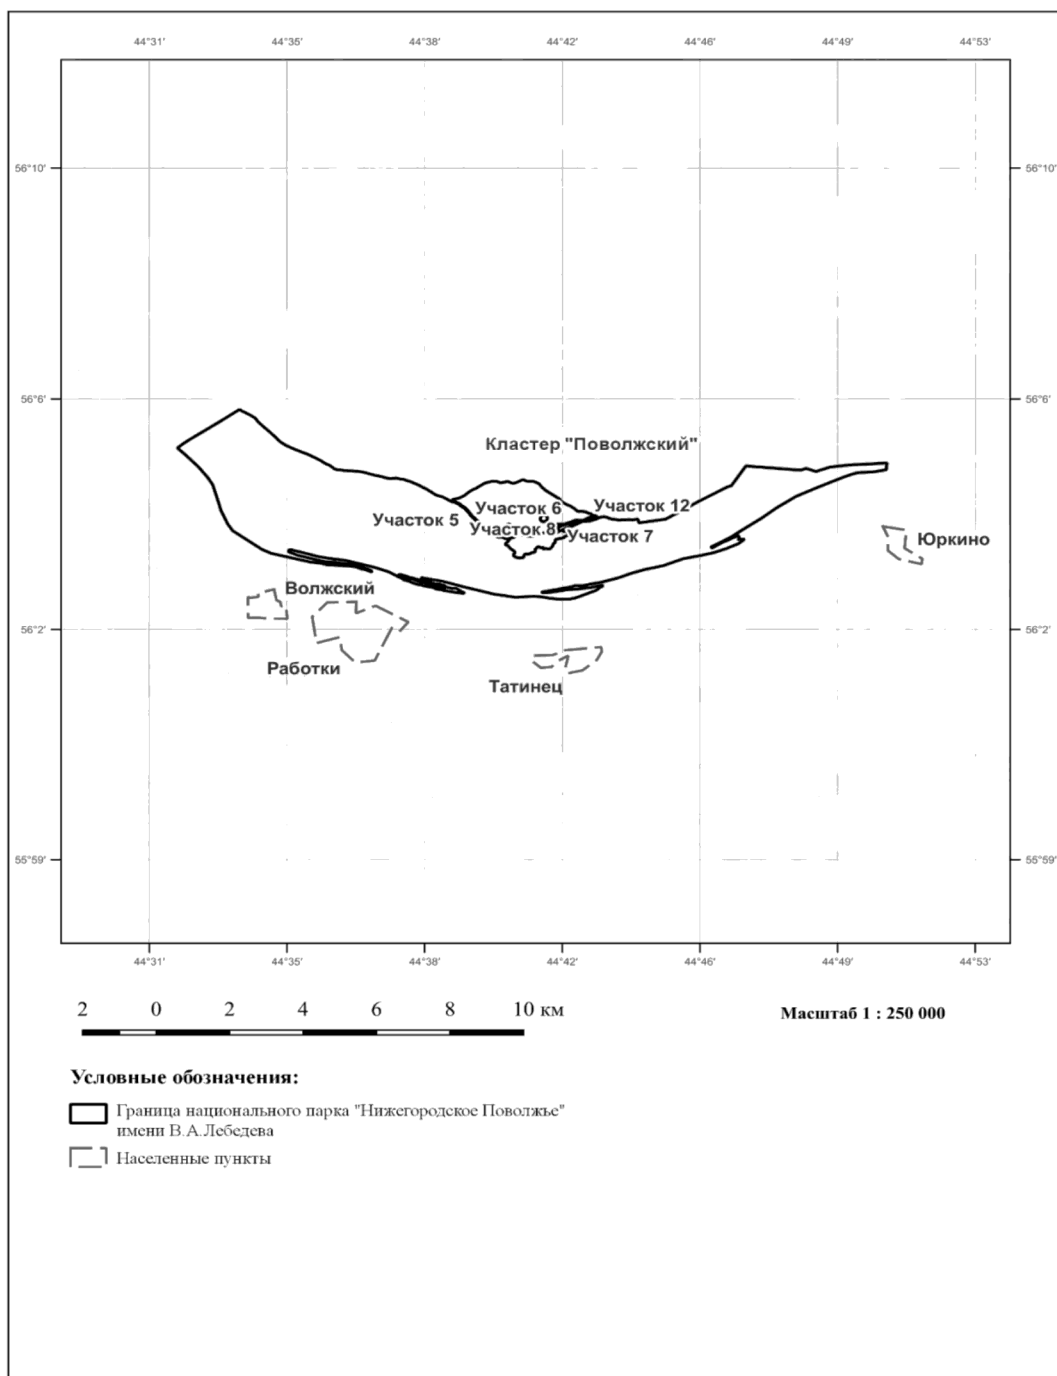 44°31' 44°35' 44°38' 44°42' 44°46' 44°49' 44°53'
56°10' 56°10'
56°6' 56°6'
Кластер "Поволжский"
Участок 6 Участок 12
Участок 5
Участок 8
Участок 7
Юркино
Волжский
56°2' 56°2'
Работки
Татинец
55°59' 55°59'
44°31' 44°35' 44°38' 44°42' 44°46' 44°49' 44°53'
2 0 2 4 6 8 10 км
Масштаб 1 : 250 000
Условные обозначения:
Граница национального парка "Нижегородское Поволжье"
имени В.А.Лебедева
Населенные пункты